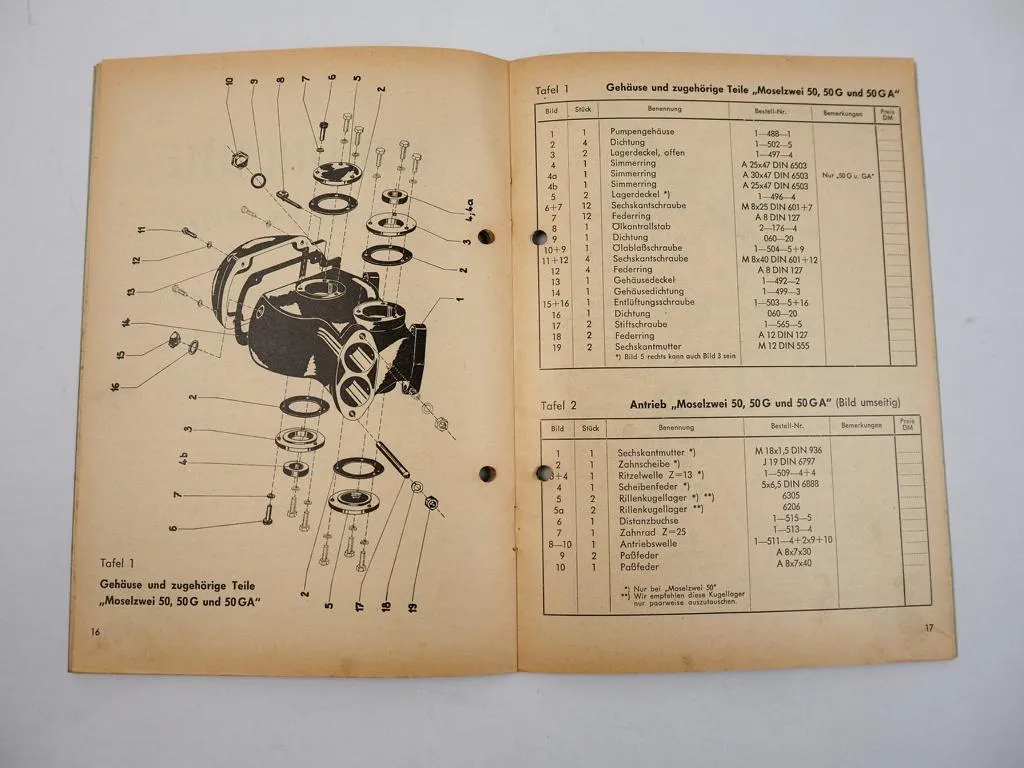 10 9 8 7 6 5 2
4, 4a
3
2
1
11
12
13
14
15
16
2
3
4b
7
6
2 5 17 18 19
Tafel 1
Gehäuse und zugehörige Teile
„Moselzwei 50, 50 G und 50 GA“
16
Tafel 1 Gehäuse und zugehörige Teile „Moselzwei 50, 50 G und 50 GA“
Bild Stück Benennung Bestell-Nr. Bemerkungen Preis DM
1 1 Pumpengehäuse 1—488—1
2 4 Dichtung 1—502—5
3 2 Lagerdeckel, offen 1—497—4
4 1 Simmerring A 25x47 DIN 6503
4a 1 Simmerring A 30x47 DIN 6503 Nur „50 G u. GA“
4b 1 Simmerring A 25x47 DIN 6503
5 2 Lagerdeckel *) 1—496—4
6+7 12 Sechskantschraube M 8x25 DIN 601+7
7 12 Federring A 8 DIN 127
8 1 Ölkontrollstab 2—176—4
9 1 Dichtung 060—20
10+9 1 Ölablaßschraube 1—504—5+9
11+12 4 Sechskantschraube M 8x40 DIN 601+12
12 4 Federring A 8 DIN 127
13 1 Gehäusedeckel 1—492—2
14 1 Gehäusedichtung 1—499—3
15+16 1 Entlüftungsschraube 1—503—5+16
16 1 Dichtung 060—20
17 2 Stiftschraube 1—565—5
18 2 Federring A 12 DIN 127
19 2 Sechskantmutter M 12 DIN 555
*) Bild 5 rechts kann auch Bild 3 sein
Tafel 2 Antrieb „Moselzwei 50, 50 G und 50 GA“ (Bild umseitig)
Bild Stück Benennung Bestell-Nr. Bemerkungen Preis DM
1 1 Sechskantmutter *) M 18x1,5 DIN 936
2 1 Zahnscheibe *) J 19 DIN 6797
3+4 1 Ritzelwelle Z=13 *) 1—509—4+4
4 1 Scheibenfeder *) 5x6,5 DIN 6888
5 2 Rillenkugellager *) **) 6305
5a 2 Rillenkugellager **) 6206
6 1 Distanzbuchse 1—515—5
7 1 Zahnrad Z=25 1—513—4
8—10 1 Antriebswelle 1—511—4+2x9+10
9 2 Paßfeder A 8x7x30
10 1 Paßfeder A 8x7x40
*) Nur bei „Moselzwei 50“
**) Wir empfehlen diese Kugellager
nur paarweise auszutauschen.
17